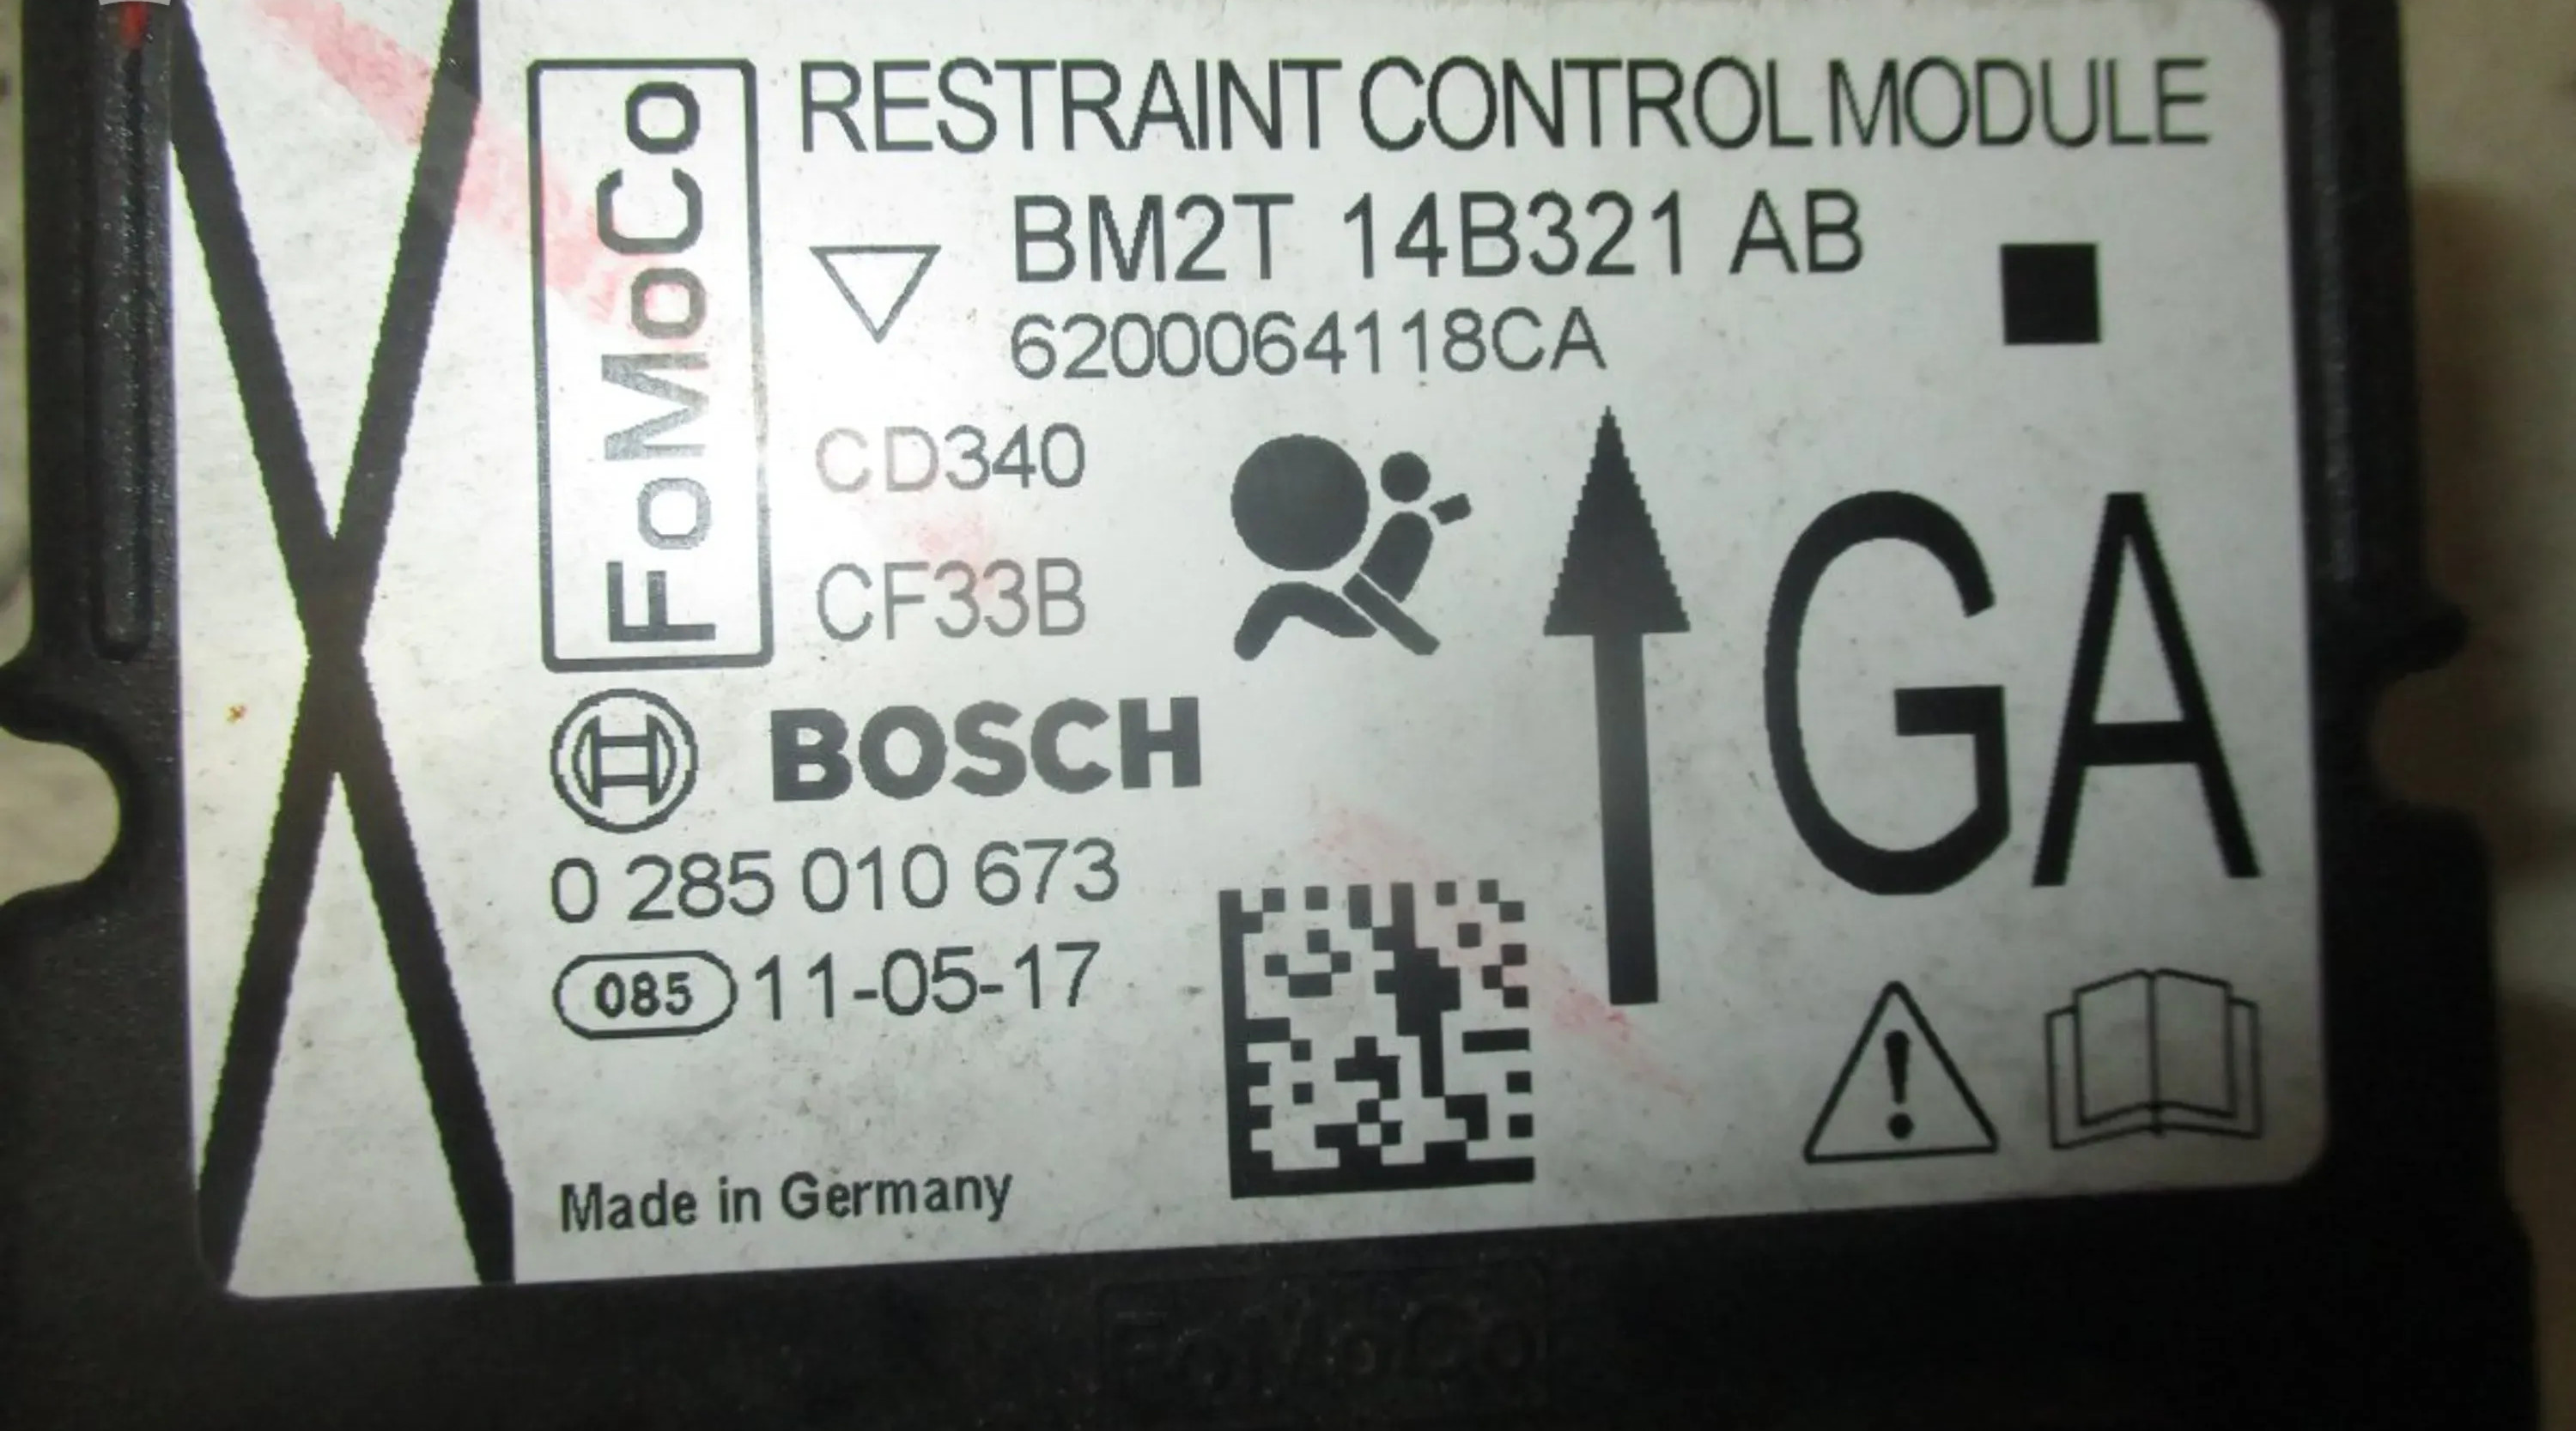 FoMoCo
RESTRAINT CONTROL MODULE
BM2T 14B321 AB
6200064118CA
CD340
CF33B
GA
BOSCH
0 285 010 673
085 11-05-17
Made in Germany
FoMoCo